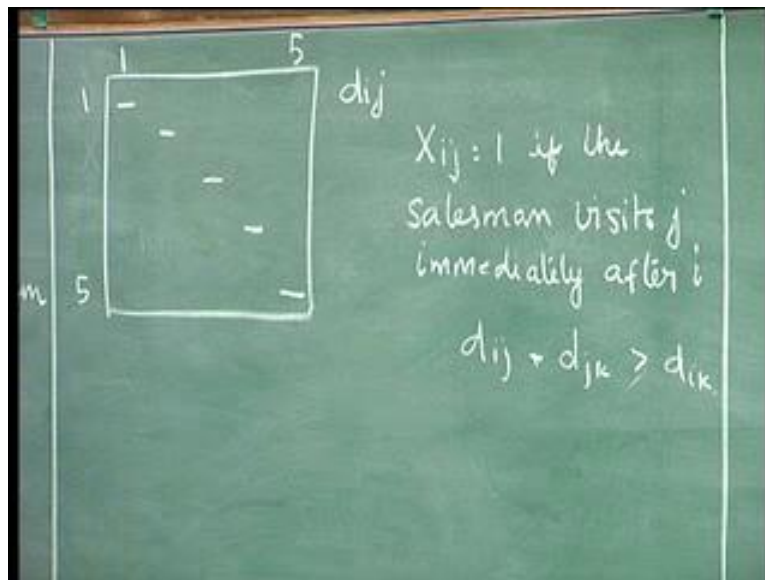 1 5
1 – dij
–
–
–
m 5 –
Xij : 1 if the
salesman visits j
immediately after i
dij + djk ≥ dik